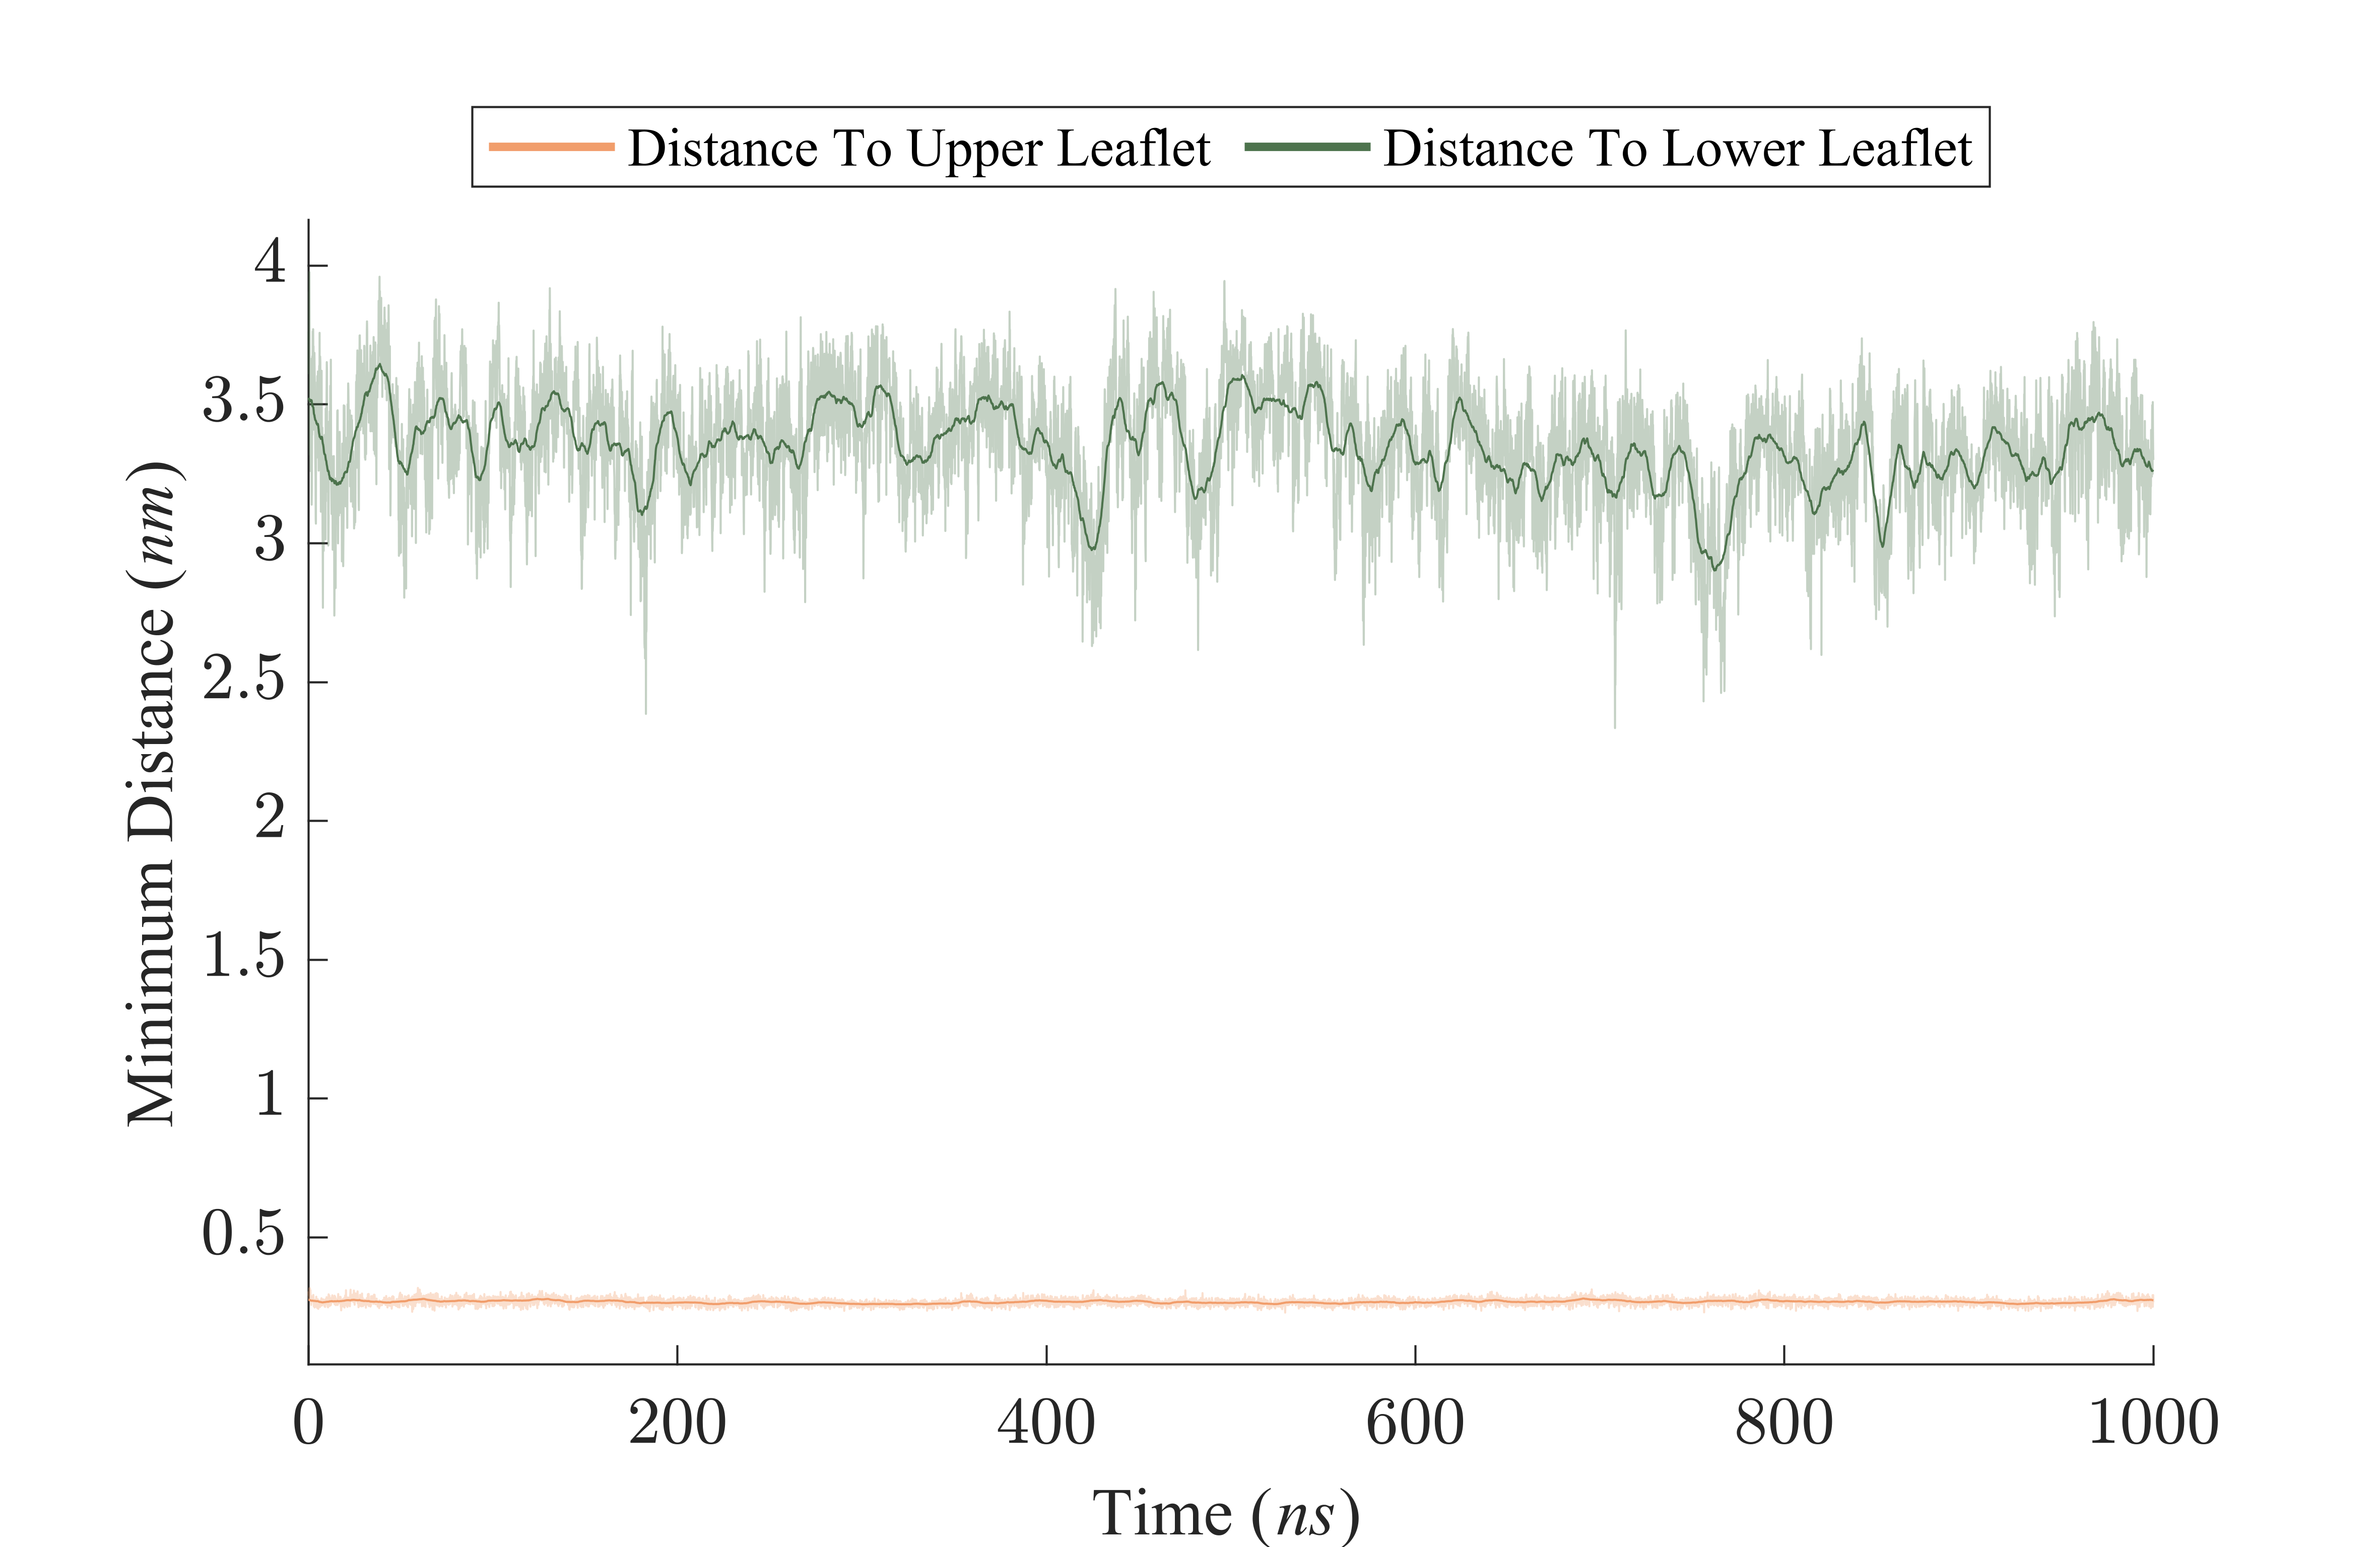 Distance To Upper Leaflet Distance To Lower Leaflet
4
3.5
3
2.5
2
1.5
1
0.5
Minimum Distance (nm)
0 200 400 600 800 1000
Time (ns)